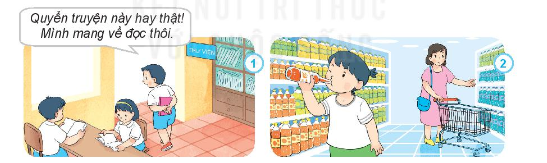 Quyển truyện này hay thật!
Mình mang về đọc thôi.
THƯ VIỆN
1
2